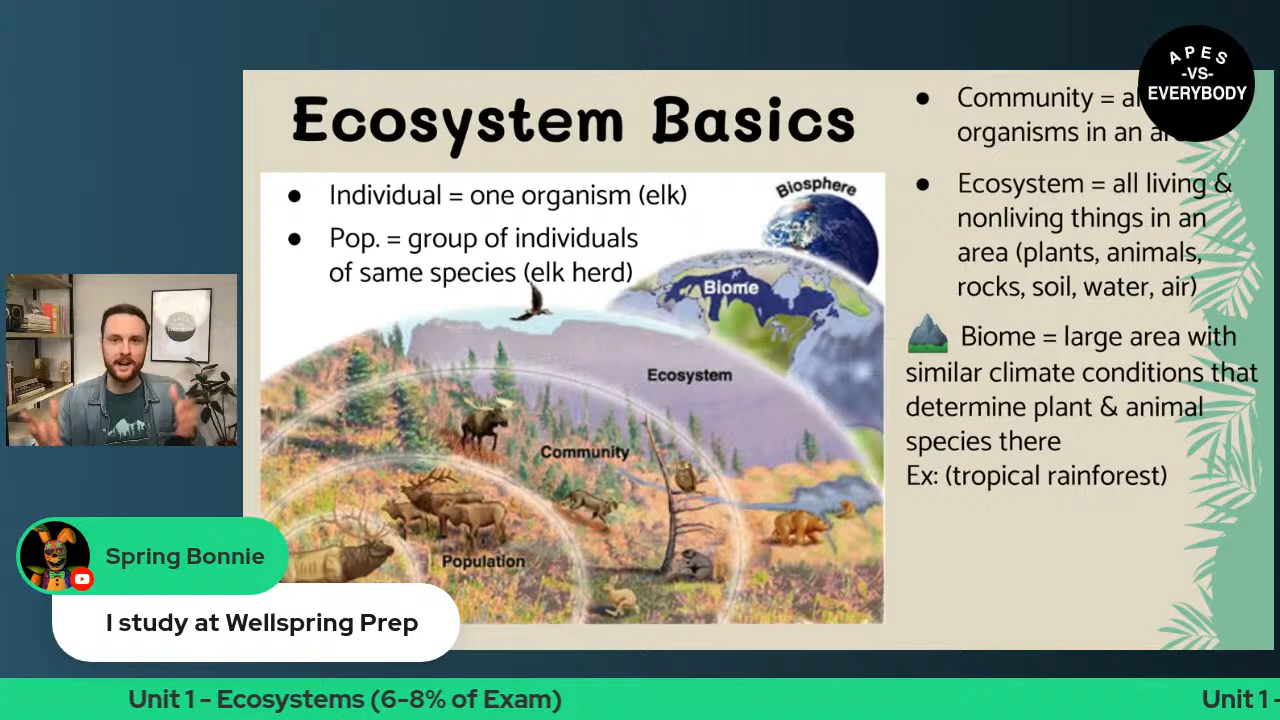 APES
-VS-
EVERYBODY
Ecosystem Basics
● Individual = one organism (elk)
● Pop. = group of individuals
of same species (elk herd)
Biosphere
Biome
Ecosystem
Community
Population
● Community =
organisms in an
● Ecosystem = all living &
nonliving things in an
area (plants, animals,
rocks, soil, water, air)
Biome = large area with
similar climate conditions that
determine plant & animal
species there
Ex: (tropical rainforest)
Spring Bonnie
I study at Wellspring Prep
Unit 1 - Ecosystems (6-8% of Exam)
Unit 1 -